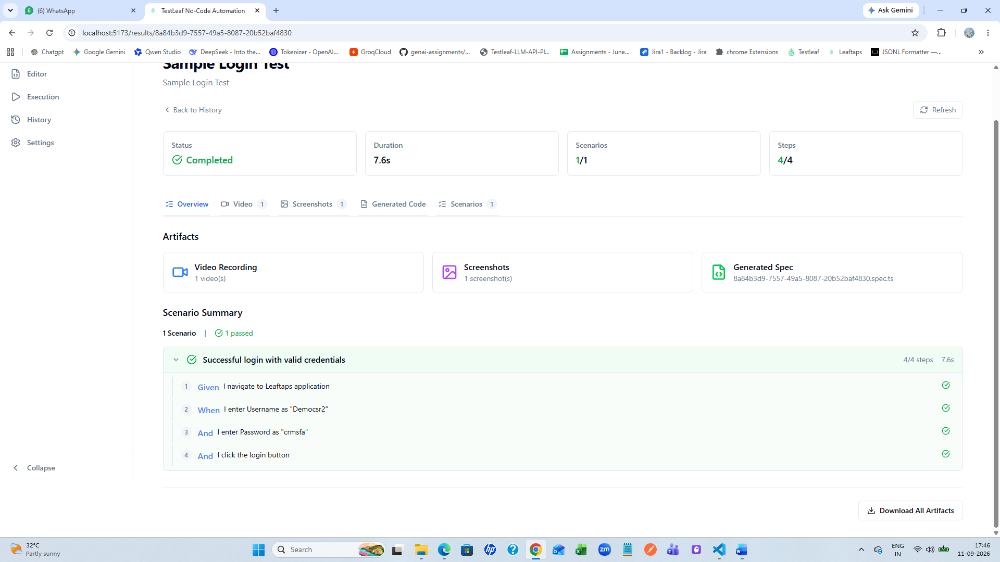 (6) WhatsApp
TestLeaf No-Code Automation
Ask Gemini
localhost:5173/results/8a84b3d9-7557-49a5-8087-20b52baf4830
Chatgpt
Google Gemini
Qwen Studio
DeepSeek - Into the...
Tokenizer - OpenAI...
GroqCloud
genai-assignments/...
Testleaf-LLM-API-Pl...
Assignments - June...
Jira1 - Backlog - Jira
chrome Extensions
Testleaf
Leaftaps
JSONL Formatter —...
Editor
Execution
History
Settings
Collapse
Sample Login Test
Sample Login Test
Back to History
Refresh
Status
Completed
Duration
7.6s
Scenarios
1/1
Steps
4/4
Overview
Video 1
Screenshots 1
Generated Code
Scenarios 1
Artifacts
Video Recording
1 video(s)
Screenshots
1 screenshot(s)
Generated Spec
8a84b3d9-7557-49a5-8087-20b52baf4830.spec.ts
Scenario Summary
1 Scenario | 1 passed
Successful login with valid credentials 4/4 steps 7.6s
1 Given I navigate to Leaftaps application
2 When I enter Username as "Democsr2"
3 And I enter Password as "crmsfa"
4 And I click the login button
Download All Artifacts
32°C
Partly sunny
Search
ENG
IN
17:46
11-09-2026